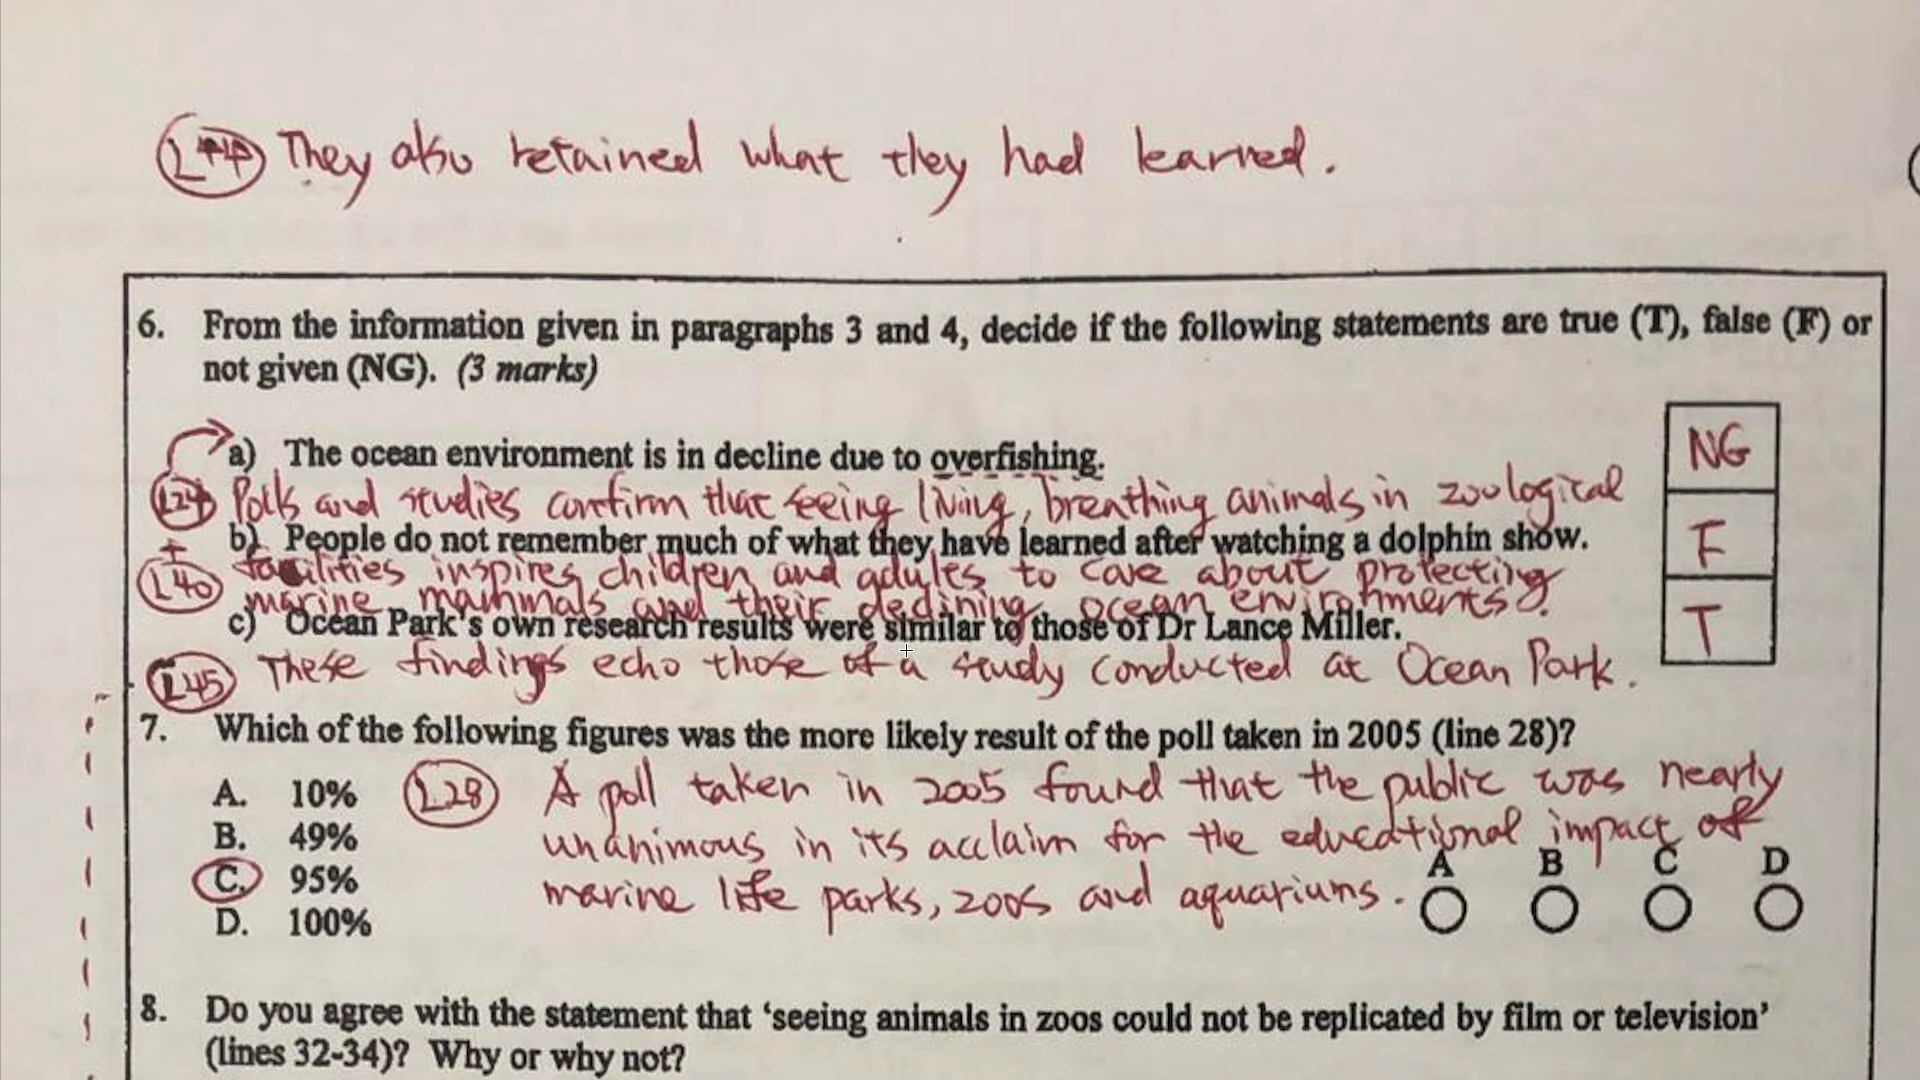 L44 They also retained what they had learned.
6. From the information given in paragraphs 3 and 4, decide if the following statements are true (T), false (F) or
not given (NG). (3 marks)
a) The ocean environment is in decline due to overfishing.
NG
L24 Polls and studies confirm that seeing living, breathing animals in zoological
b) People do not remember much of what they have learned after watching a dolphin show.
F
+ L40 facilities inspires children and adults to care about protecting
marine mammals and their declining ocean environments.
c) Ocean Park's own research results were similar to those of Dr Lance Miller.
T
L45 These findings echo those of a study conducted at Ocean Park.
7. Which of the following figures was the more likely result of the poll taken in 2005 (line 28)?
A. 10% L28 A poll taken in 2005 found that the public was nearly
B. 49% unanimous in its acclaim for the educational impact of
C. 95% marine life parks, zoos and aquariums.
A B C D
D. 100%
8. Do you agree with the statement that 'seeing animals in zoos could not be replicated by film or television'
(lines 32-34)? Why or why not?